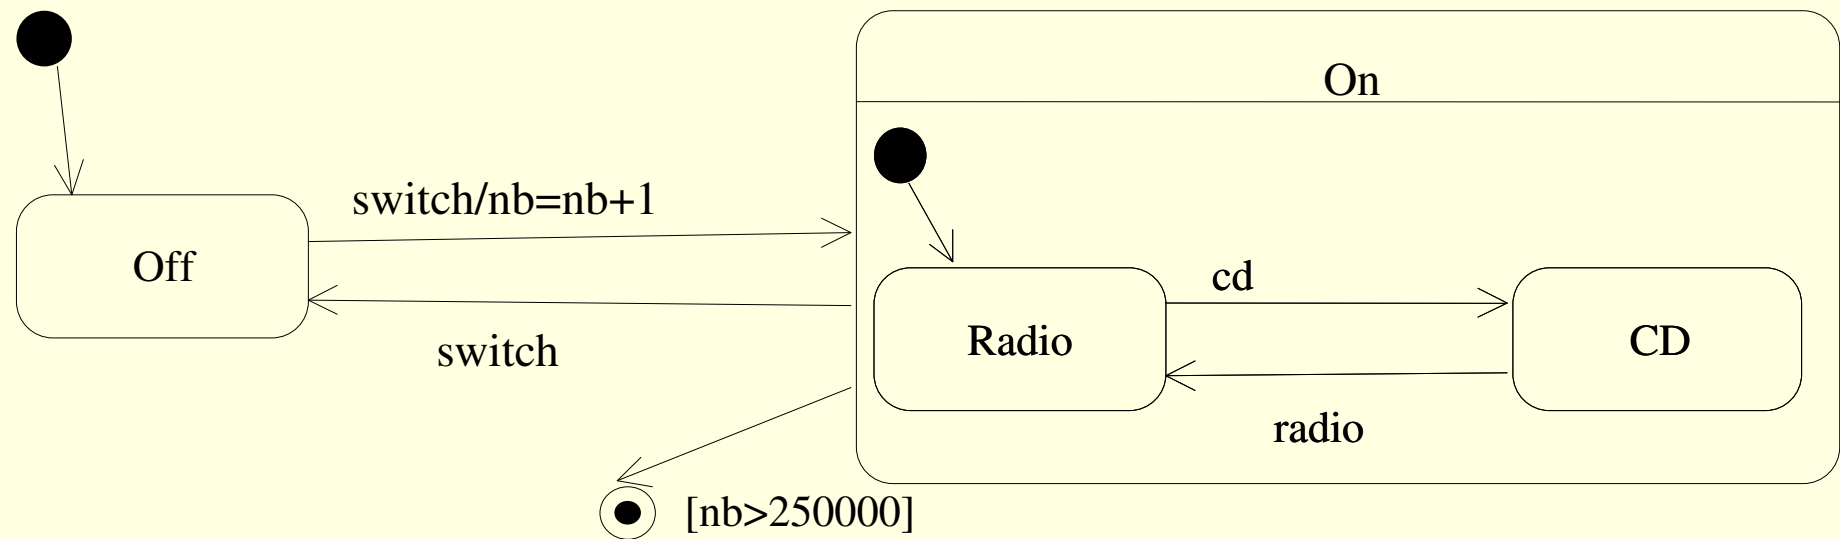 On
switch/nb=nb+1
Off
cd
Radio
CD
switch
radio
[nb>250000]